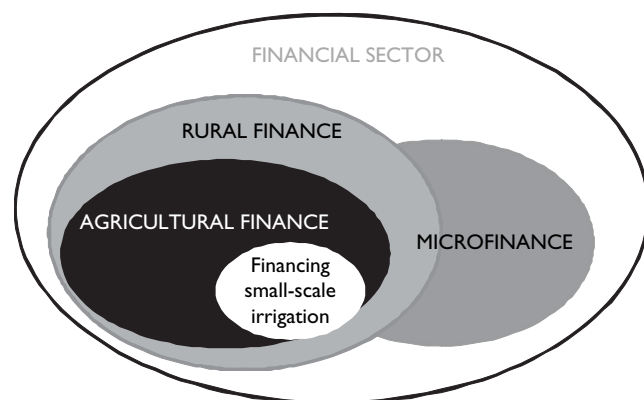 FINANCIAL SECTOR
RURAL FINANCE
AGRICULTURAL FINANCE
MICROFINANCE
Financing
small-scale
irrigation